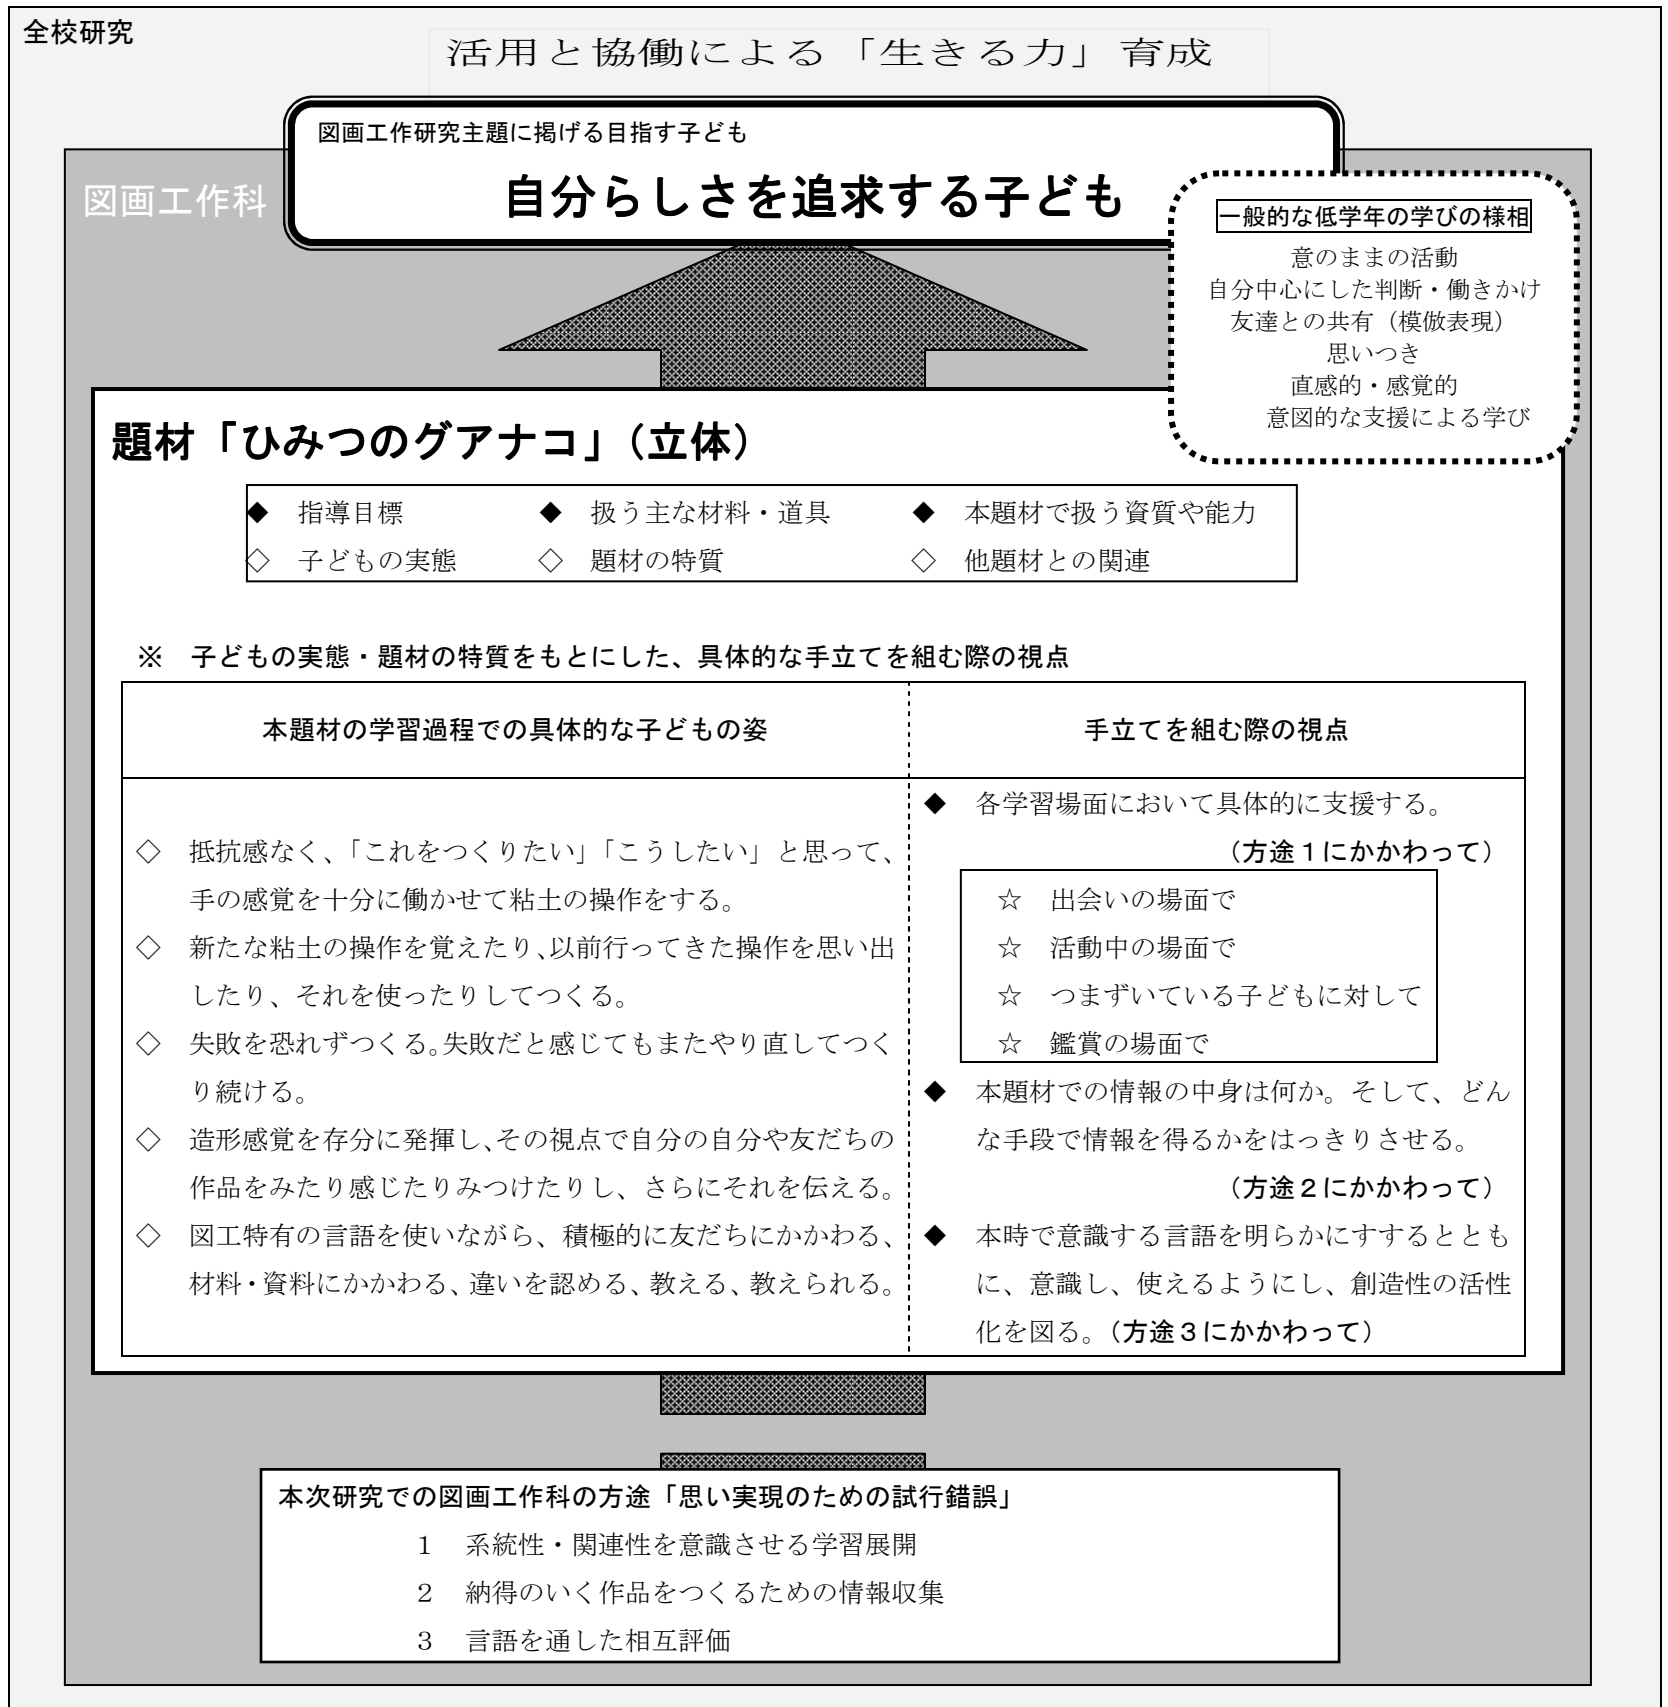 全校研究
活用と協働による「生きる力」育成
図画工作研究主題に掲げる目指す子ども
図画工作科
自分らしさを追求する子ども
一般的な低学年の学びの様相
意のままの活動
自分中心にした判断・働きかけ
友達との共有（模倣表現）
思いつき
直感的・感覚的
意図的な支援による学び
題材「ひみつのグアナコ」（立体）
◆ 指導目標 ◆ 扱う主な材料・道具 ◆ 本題材で扱う資質や能力
◇ 子どもの実態 ◇ 題材の特質 ◇ 他題材との関連
※ 子どもの実態・題材の特質をもとにした、具体的な手立てを組む際の視点
本題材の学習過程での具体的な子どもの姿
◇ 抵抗感なく、「これをつくりたい」「こうしたい」と思って、
手の感覚を十分に働かせて粘土の操作をする。
◇ 新たな粘土の操作を覚えたり、以前行ってきた操作を思い出
したり、それを使ったりしてつくる。
◇ 失敗を恐れずつくる。失敗だと感じてもまたやり直してつく
り続ける。
◇ 造形感覚を存分に発揮し、その視点で自分の自分や友だちの
作品をみたり感じたりみつけたりし、さらにそれを伝える。
◇ 図工特有の言語を使いながら、積極的に友だちにかかわる、
材料・資料にかかわる、違いを認める、教える、教えられる。
手立てを組む際の視点
◆ 各学習場面において具体的に支援する。
（方途１にかかわって）
☆ 出会いの場面で
☆ 活動中の場面で
☆ つまずいている子どもに対して
☆ 鑑賞の場面で
◆ 本題材での情報の中身は何か。そして、どん
な手段で情報を得るかをはっきりさせる。
（方途２にかかわって）
◆ 本時で意識する言語を明らかにすするととも
に、意識し、使えるようにし、創造性の活性
化を図る。（方途３にかかわって）
本次研究での図画工作科の方途「思い実現のための試行錯誤」
１ 系統性・関連性を意識させる学習展開
２ 納得のいく作品をつくるための情報収集
３ 言語を通した相互評価